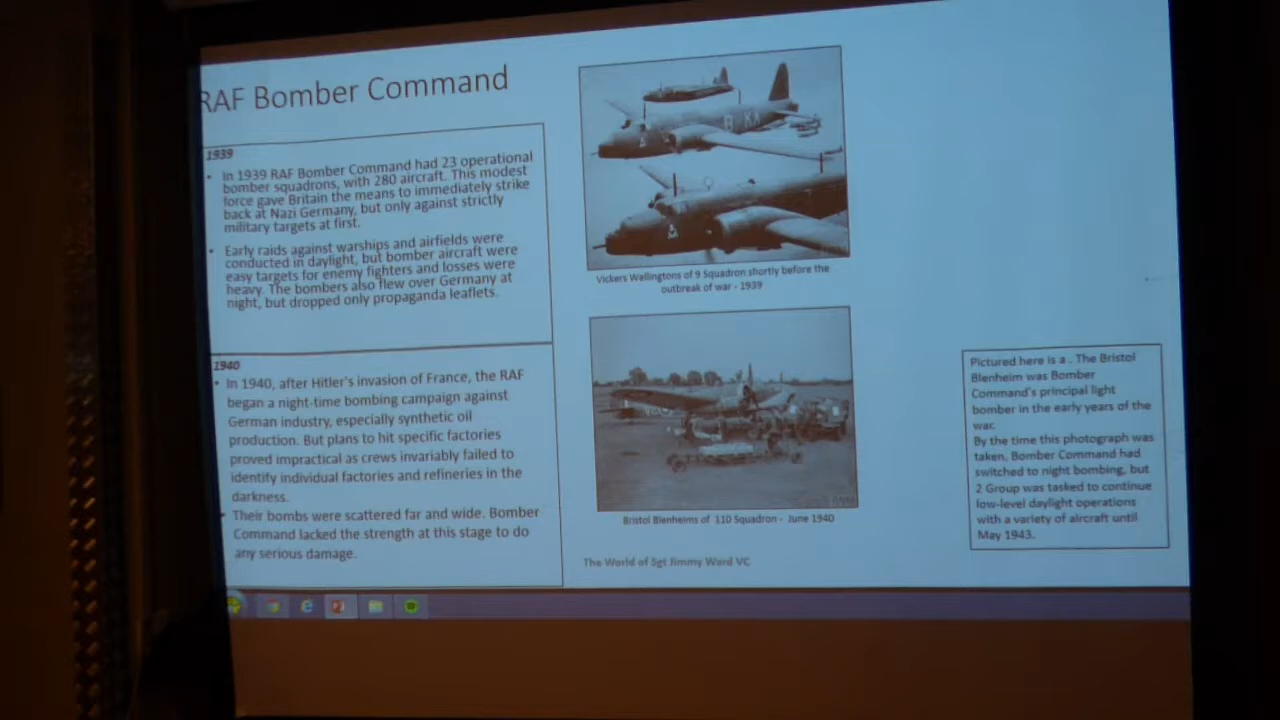 RAF Bomber Command
1939
• In 1939 RAF Bomber Command had 23 operational
bomber squadrons, with 280 aircraft. This modest
force gave Britain the means to immediately strike
back at Nazi Germany, but only against strictly
military targets at first.
• Early raids against warships and airfields were
conducted in daylight, but bomber aircraft were
easy targets for enemy fighters and losses were
heavy. The bombers also flew over Germany at
night, but dropped only propaganda leaflets.
1940
• In 1940, after Hitler's invasion of France, the RAF
began a night-time bombing campaign against
German industry, especially synthetic oil
production. But plans to hit specific factories
proved impractical as crews invariably failed to
identify individual factories and refineries in the
darkness.
• Their bombs were scattered far and wide. Bomber
Command lacked the strength at this stage to do
any serious damage.
Vickers Wellingtons of 9 Squadron shortly before the
outbreak of war - 1939
Bristol Blenheims of 110 Squadron - June 1940
The World of Sgt Jimmy Ward VC
Pictured here is a . The Bristol
Blenheim was Bomber
Command's principal light
bomber in the early years of the
war.
By the time this photograph was
taken, Bomber Command had
switched to night bombing, but
2 Group was tasked to continue
low-level daylight operations
with a variety of aircraft until
May 1943.